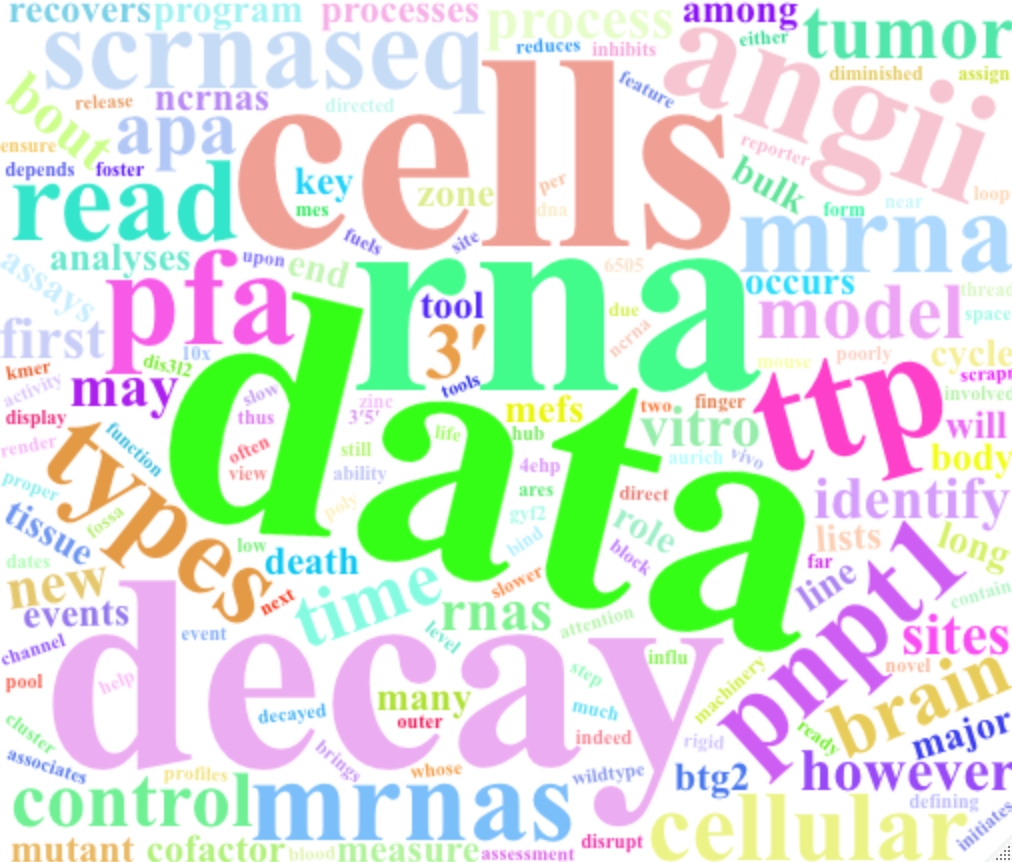 recovers program processes process among tumor
scrnaseq reduces inhibits either angii
feature diminished assign
bout release ncrnas directed cells
ensure apa reporter
depends foster key zone per bulk loop
read mes dna form near
fuels site mrna
analyses upon end rna 6505 occurs
assays pfa tool due model thread
space
first 10x 3′ ncrna cycle
kmer dis3l2 data tools mouse poorly scrapt
activity may slow zinc mefs two finger ttp involved
display thus 3'5' life hub vitro will
render types function often still aurich vivo body
view ability 4ehp
proper poly ares direct identify
tissue fossa gyf2 role lists long
dates low death bind block far
new next time slower line pnpt1 contain
events rnas attention
channel event decay level influ sites
pool help step machinery novel brain
many
cluster decayed outer much ready major
indeed rigid
associates brings whose wildtype btg2 however
profiles
control mrnas cellular defining
initiates
mutant cofactor blood measure assessment disrupt